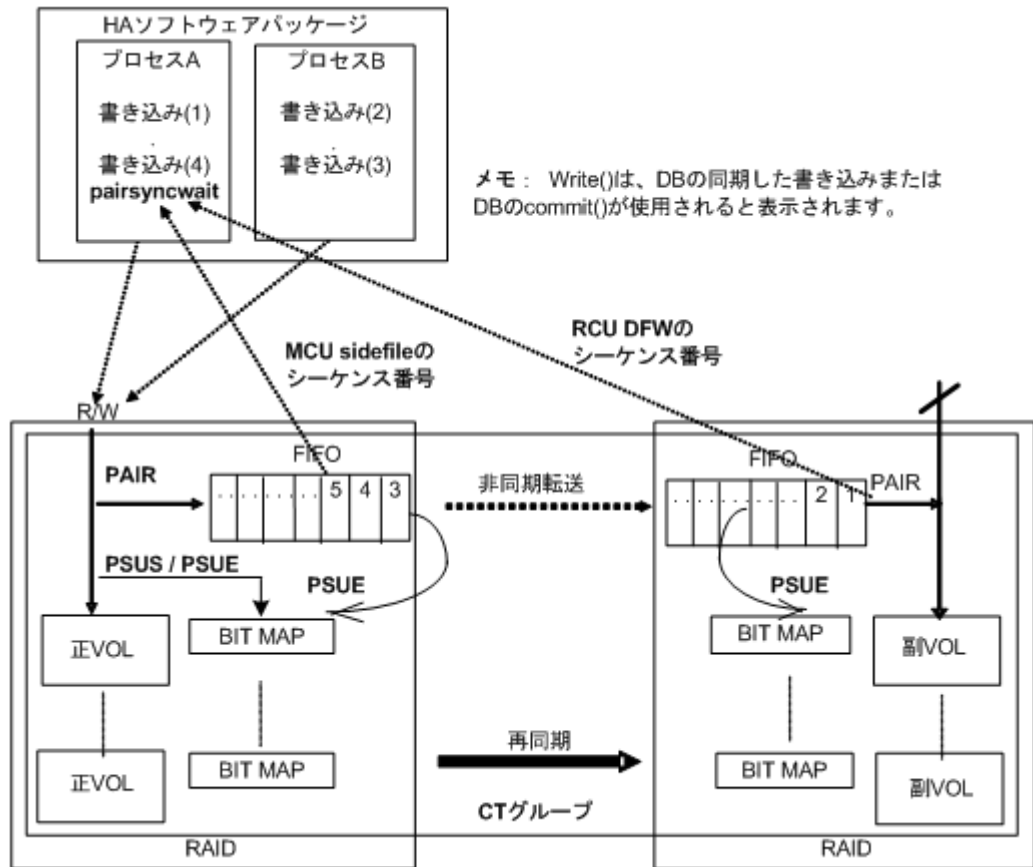 HAソフトウェアパッケージ
プロセスA
書き込み(1)
.
書き込み(4)
pairsyncwait
プロセスB
書き込み(2)
.
書き込み(3)
メモ： Write()は、DBの同期した書き込みまたは
DBのcommit()が使用されると表示されます。
MCU sidefileの
シーケンス番号
RCU DFWの
シーケンス番号
R/W
FIFO
PAIR
. . . . . . . . . . 5 4 3
非同期転送
FIFO
. . . . . . . . . . . 2 1
PAIR
PSUS / PSUE
PSUE
PSUE
正VOL
BIT MAP
BIT MAP
副VOL
再同期
正VOL
BIT MAP
BIT MAP
副VOL
CTグループ
RAID
RAID